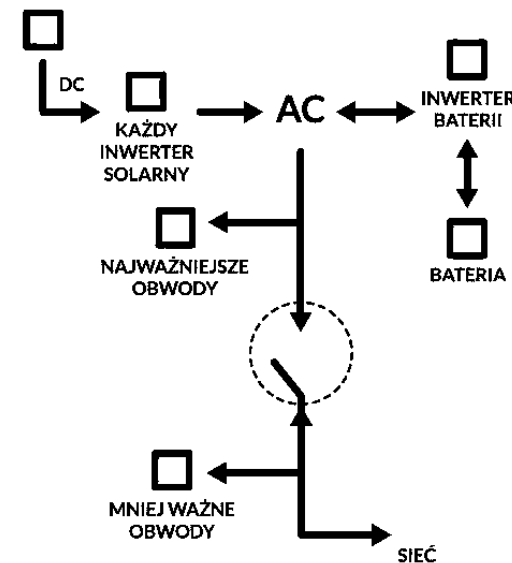 DC
KAŻDY
INWERTER
SOLARNY
AC
INWERTER
BATERII
BATERIA
NAJWAŻNIEJSZE
OBWODY
MNIEJ WAŻNE
OBWODY
SIEĆ